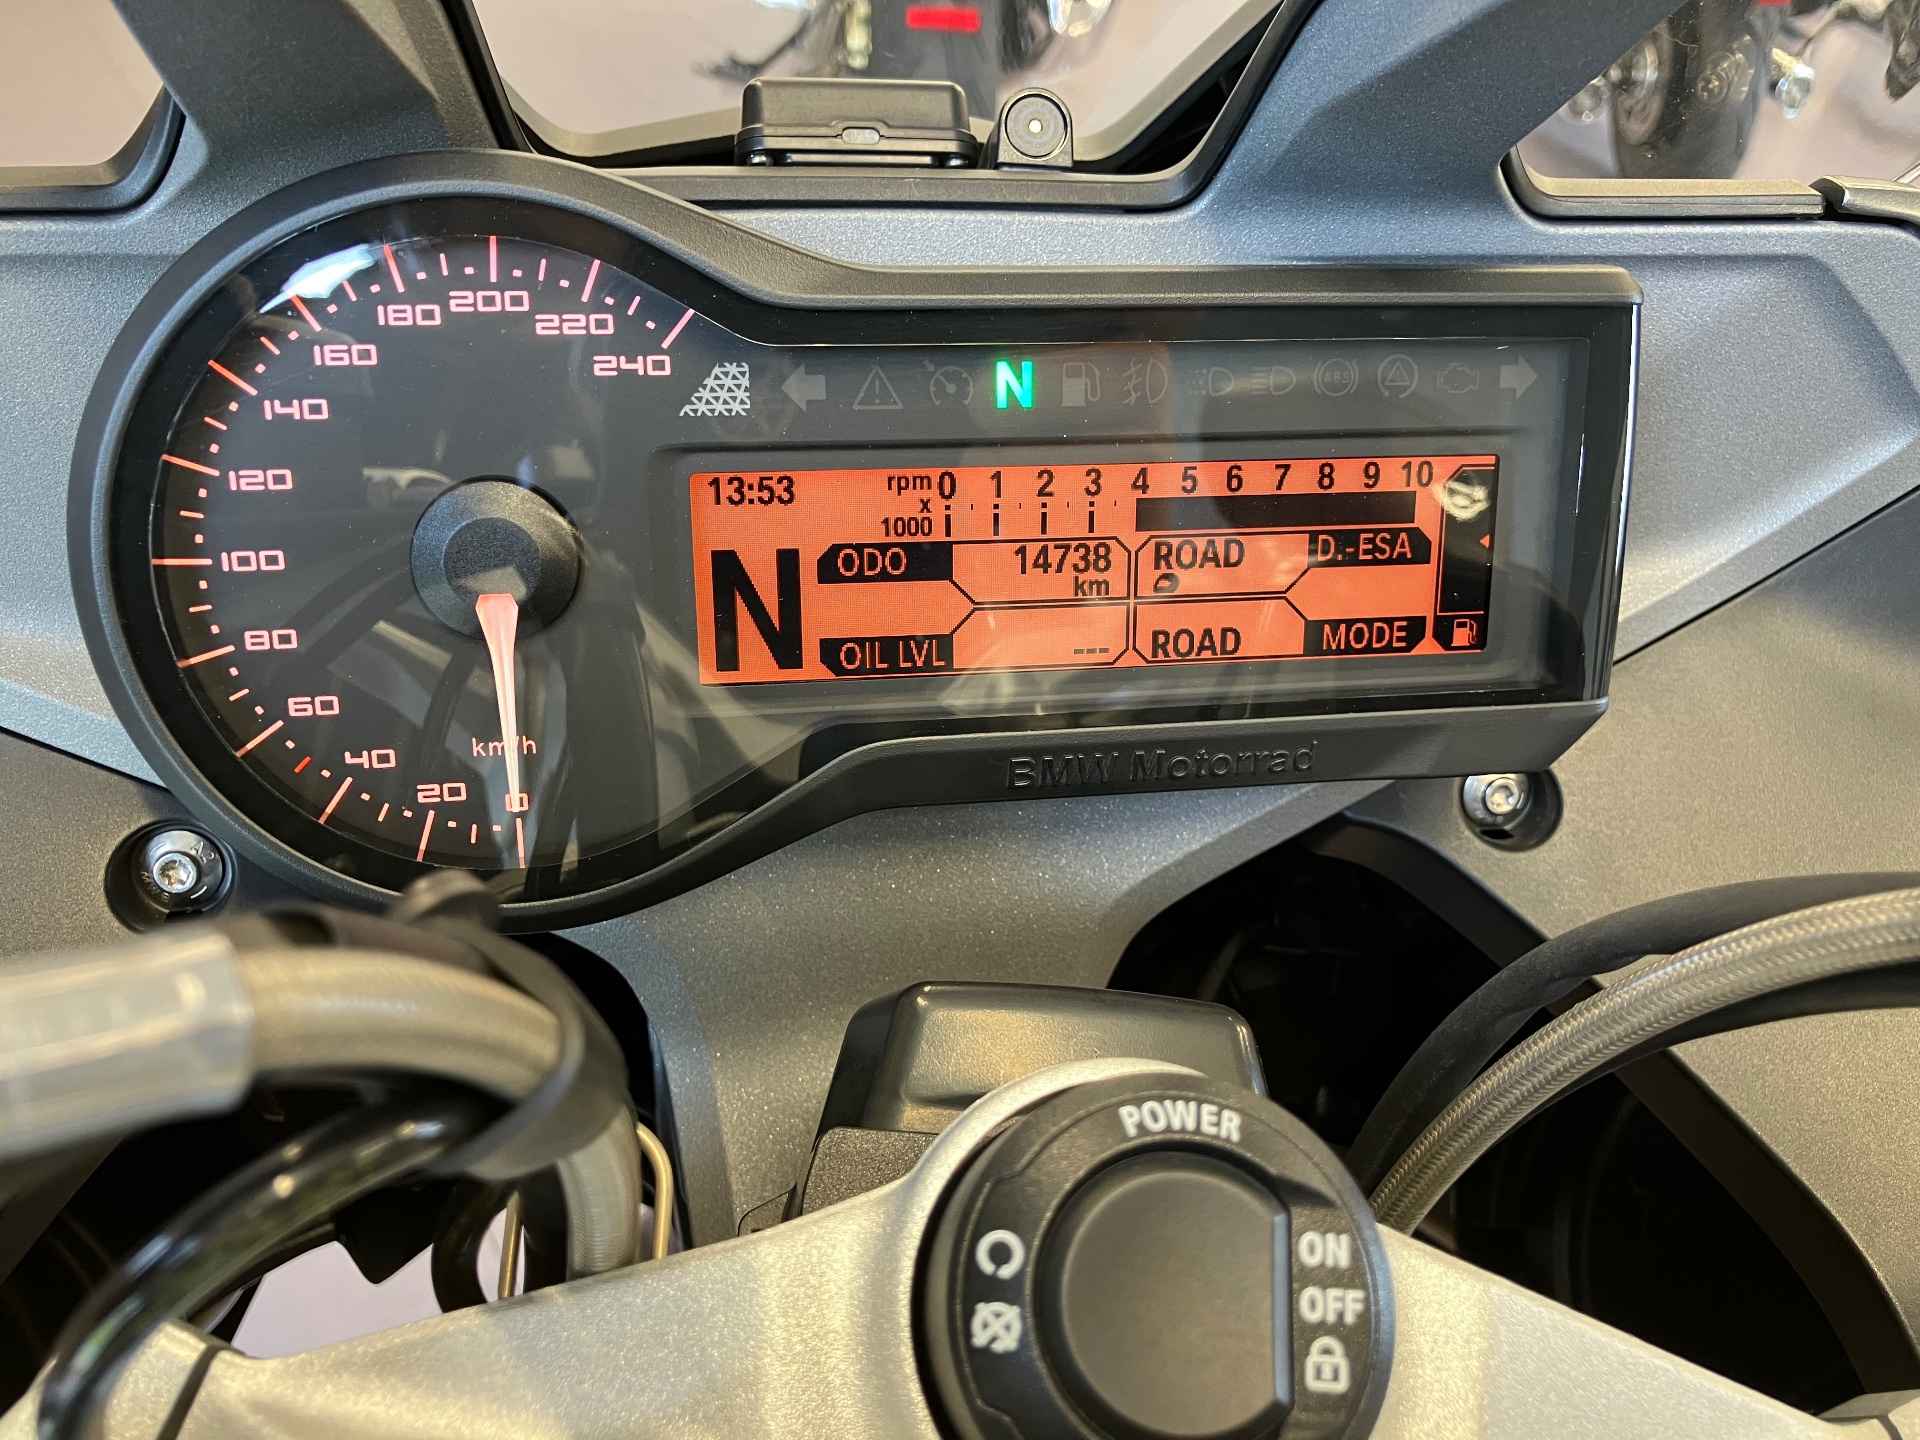 180 200 220
160 240
140
120
100
80
60
40
20
0
km/h
N
ABS
13:53 rpm x 1000 0 1 2 3 4 5 6 7 8 9 10
N
ODO 14738 km
ROAD D.-ESA
OIL LVL ---
ROAD MODE
BMW Motorrad
POWER
ON
OFF